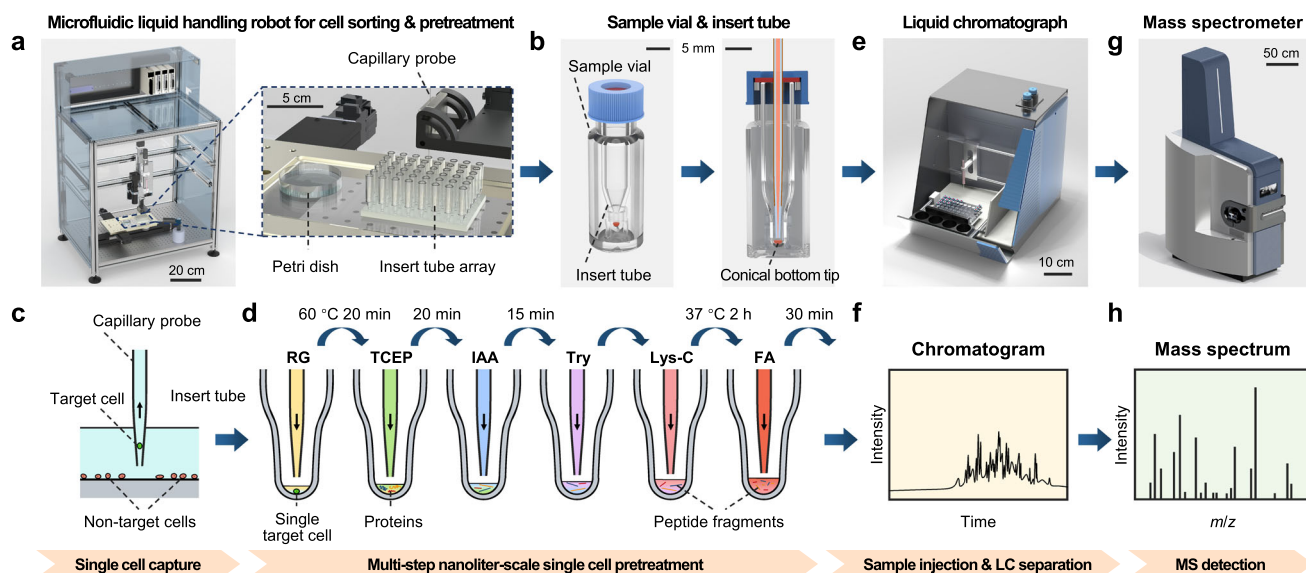 Microfluidic liquid handling robot for cell sorting & pretreatment
Sample vial & insert tube
Liquid chromatograph
Mass spectrometer
a
20 cm
5 cm
Capillary probe
Petri dish
Insert tube array
b
5 mm
Sample vial
Insert tube
Conical bottom tip
e
10 cm
g
50 cm
c
Capillary probe
Target cell
Insert tube
Non-target cells
d
60 °C 20 min
20 min
15 min
37 °C 2 h
30 min
RG
TCEP
IAA
Try
Lys-C
FA
Single
target cell
Proteins
Peptide fragments
f
Chromatogram
Intensity
Time
h
Mass spectrum
Intensity
m/z
Single cell capture
Multi-step nanoliter-scale single cell pretreatment
Sample injection & LC separation
MS detection